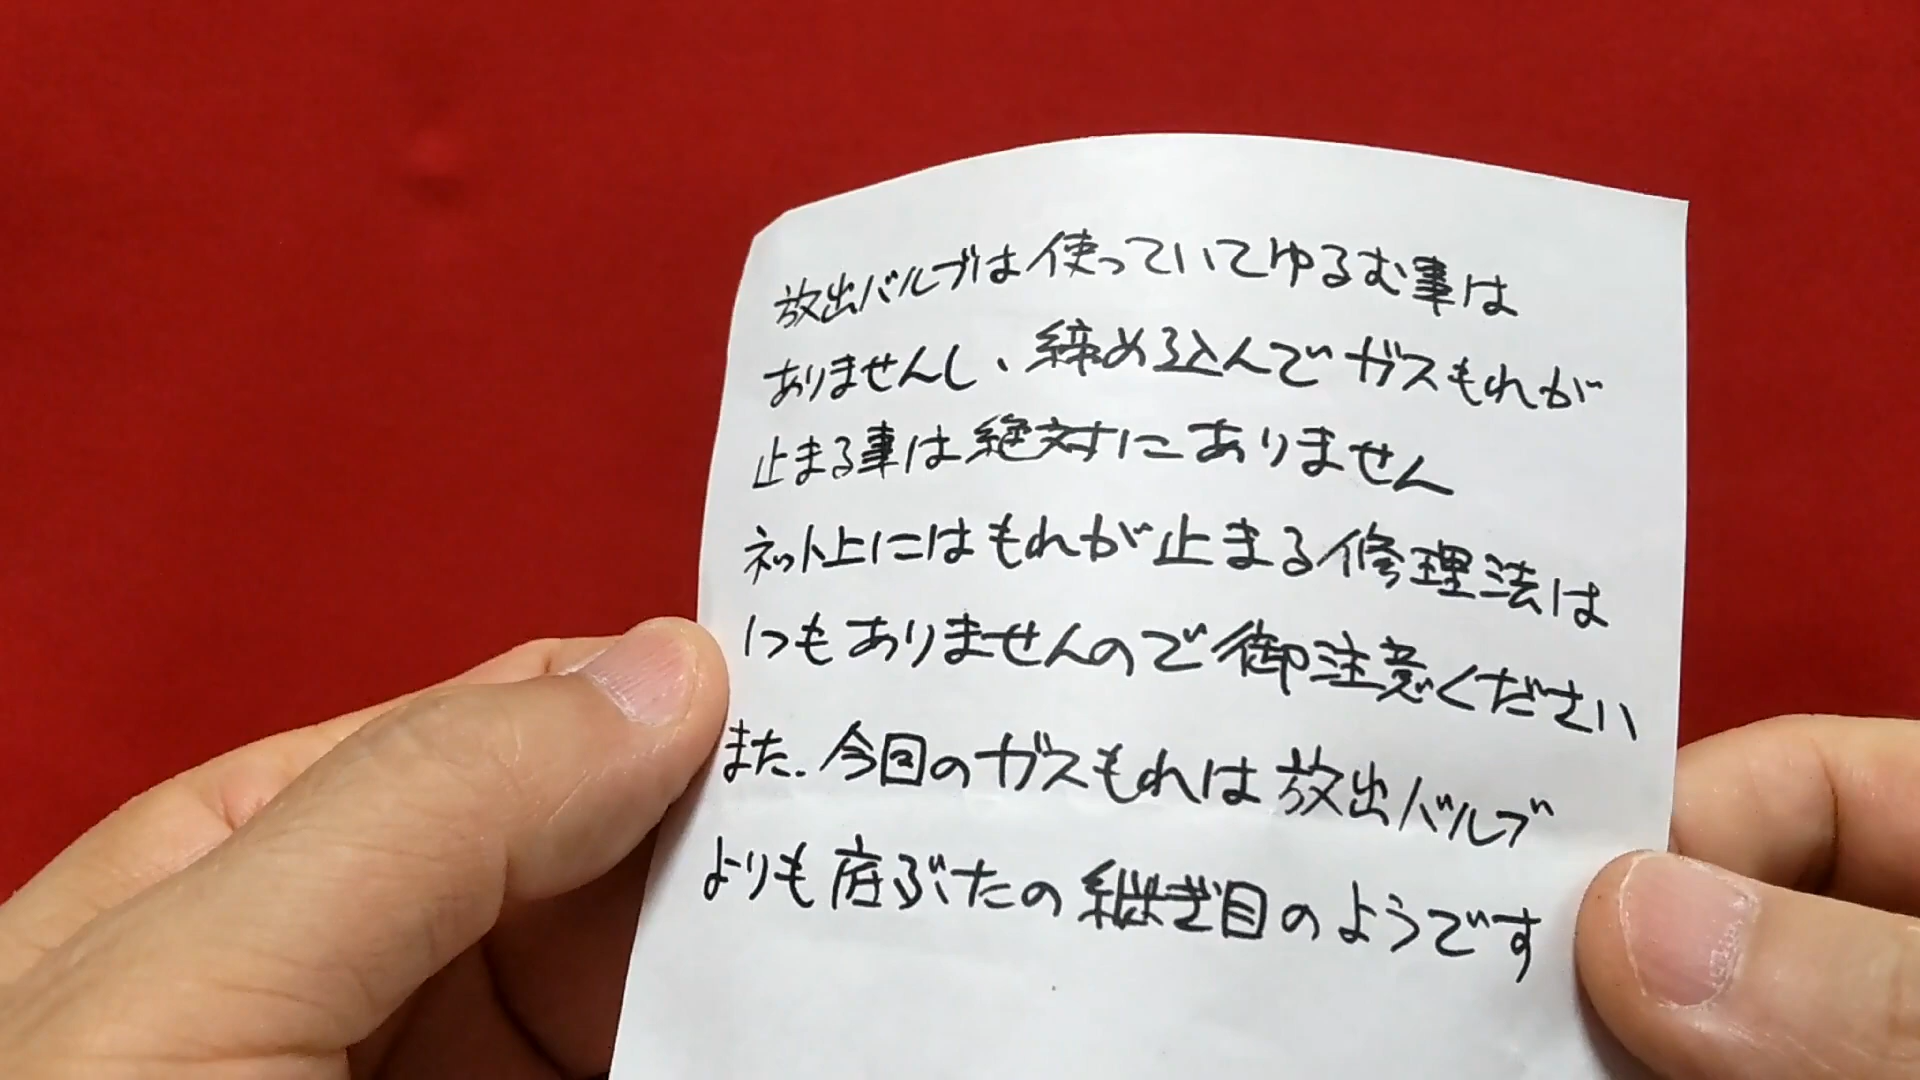 放出バルブは使っていてゆるむ事は
ありませんし、締め込んでガスもれが
止まる事は絶対にありません
ネット上にはもれが止まる修理法は
1つもありませんので御注意ください
また、今回のガスもれは放出バルブ
よりも底ぶたの継ぎ目のようです